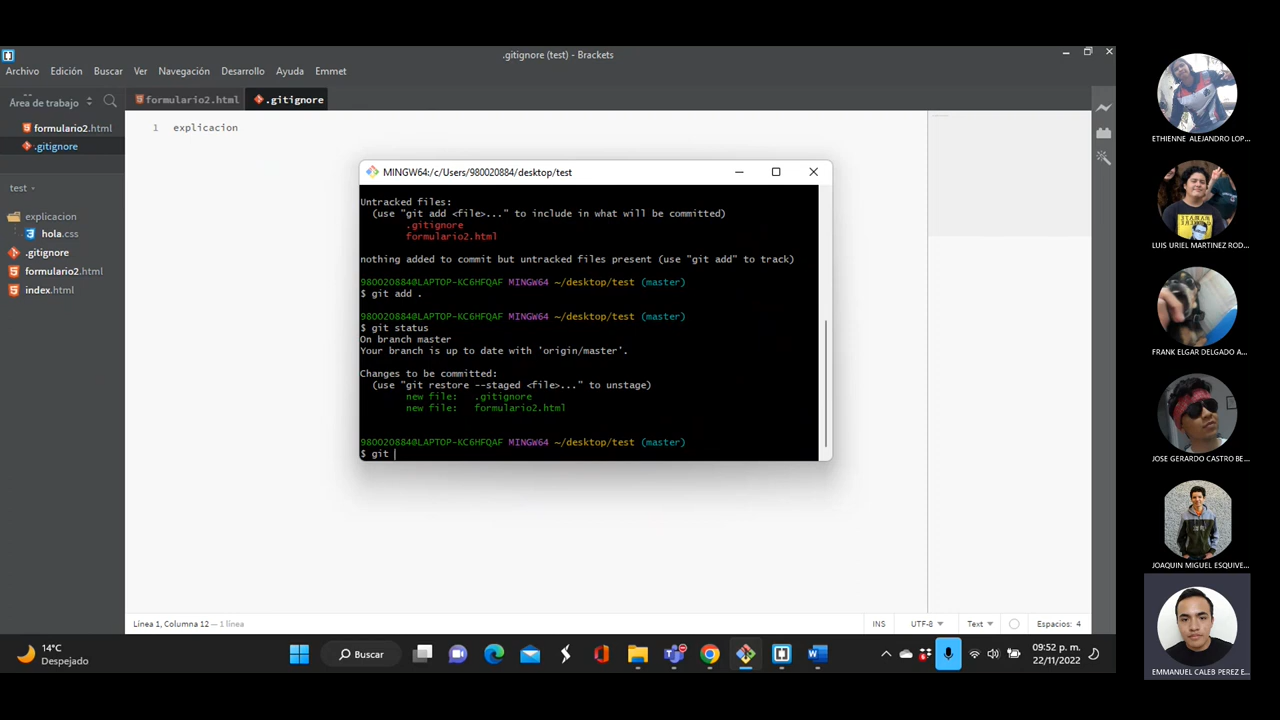 .gitignore (test) - Brackets
Archivo Edición Buscar Ver Navegación Desarrollo Ayuda Emmet
Área de trabajo
formulario2.html
.gitignore
formulario2.html
.gitignore
test
explicacion
hola.css
.gitignore
formulario2.html
index.html
1 explicacion
MINGW64:/c/Users/980020884/desktop/test
Untracked files:
(use "git add <file>..." to include in what will be committed)
.gitignore
formulario2.html
nothing added to commit but untracked files present (use "git add" to track)
980020884@LAPTOP-KC6HFQAF MINGW64 ~/desktop/test (master)
$ git add .
980020884@LAPTOP-KC6HFQAF MINGW64 ~/desktop/test (master)
$ git status
On branch master
Your branch is up to date with 'origin/master'.
Changes to be committed:
(use "git restore --staged <file>..." to unstage)
new file: .gitignore
new file: formulario2.html
980020884@LAPTOP-KC6HFQAF MINGW64 ~/desktop/test (master)
$ git
Línea 1, Columna 12 — 1 línea
INS UTF-8 Text Espacios: 4
14°C
Despejado
Buscar
09:52 p. m.
22/11/2022
ETHIENNE ALEJANDRO LOP...
LUIS URIEL MARTINEZ ROD...
FRANK ELGAR DELGADO A...
JOSE GERARDO CASTRO BE...
JOAQUIN MIGUEL ESQUIVE...
EMMANUEL CALEB PEREZ E...